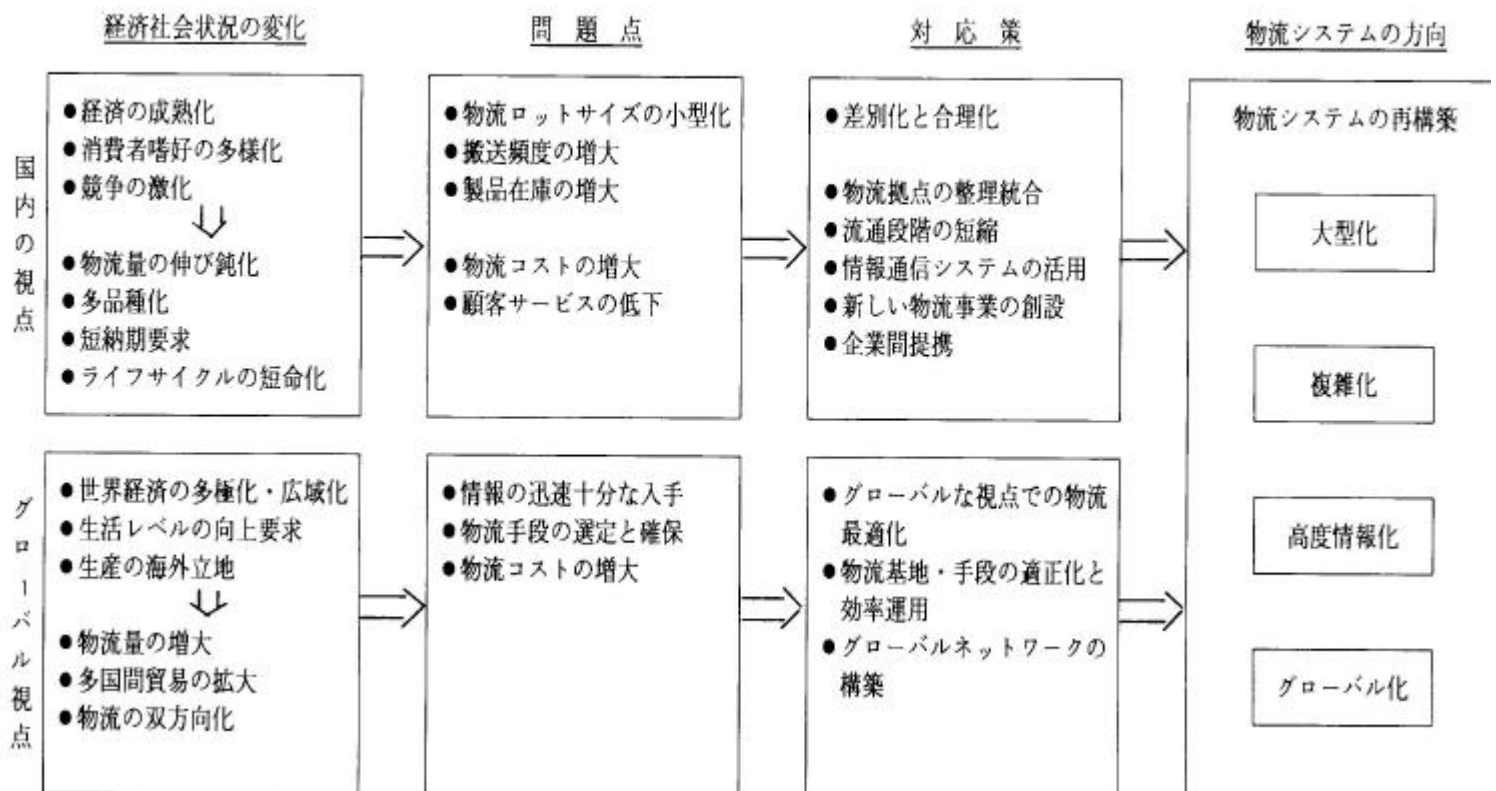 経済社会状況の変化
問題点
対応策
物流システムの方向
国内の視点
●経済の成熟化
●消費者嗜好の多様化
●競争の激化
●物流量の伸び鈍化
●多品種化
●短納期要求
●ライフサイクルの短命化
●物流ロットサイズの小型化
●搬送頻度の増大
●製品在庫の増大
●物流コストの増大
●顧客サービスの低下
●差別化と合理化
●物流拠点の整理統合
●流通段階の短縮
●情報通信システムの活用
●新しい物流事業の創設
●企業間提携
グローバル視点
●世界経済の多極化・広域化
●生活レベルの向上要求
●生産の海外立地
●物流量の増大
●多国間貿易の拡大
●物流の双方向化
●情報の迅速十分な入手
●物流手段の選定と確保
●物流コストの増大
●グローバルな視点での物流
最適化
●物流基地・手段の適正化と
効率運用
●グローバルネットワークの
構築
物流システムの再構築
大型化
複雑化
高度情報化
グローバル化